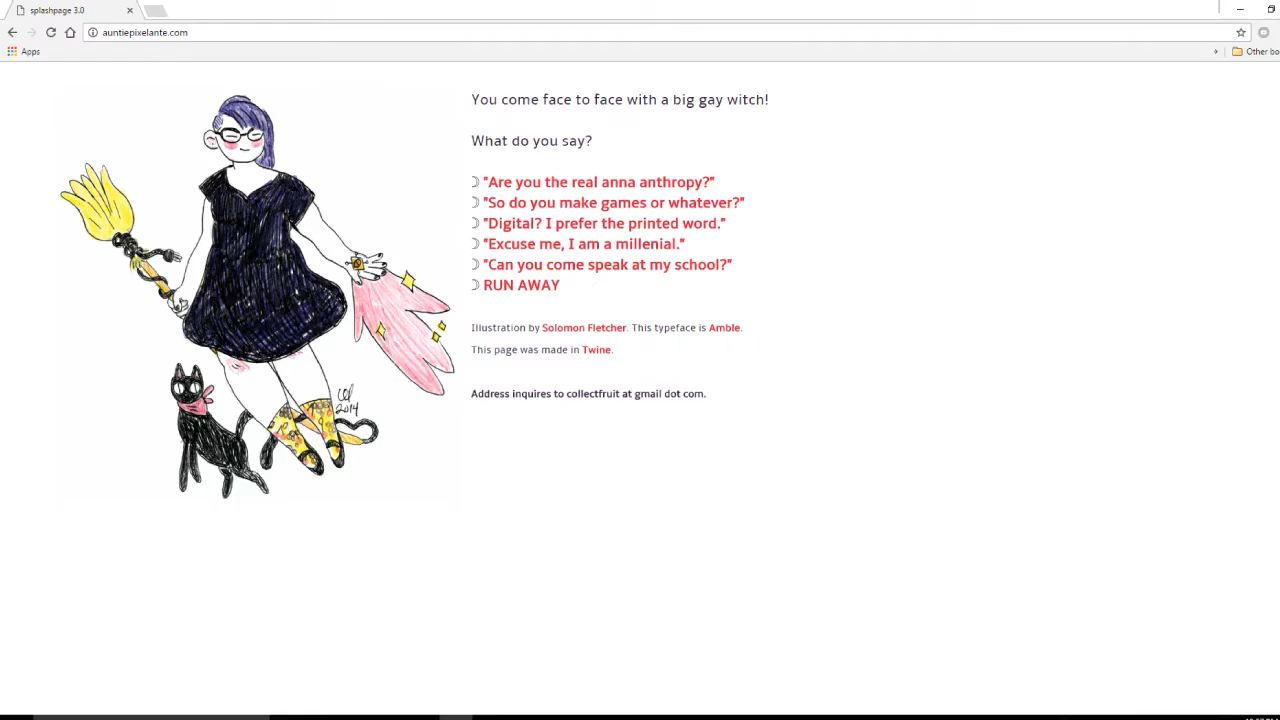 splashpage 3.0
auntiepixelante.com
Apps
Other bo
You come face to face with a big gay witch!
What do you say?
"Are you the real anna anthropy?"
"So do you make games or whatever?"
"Digital? I prefer the printed word."
"Excuse me, I am a millenial."
"Can you come speak at my school?"
RUN AWAY
Illustration by Solomon Fletcher. This typeface is Amble.
This page was made in Twine.
Address inquires to collectfruit at gmail dot com.
2014